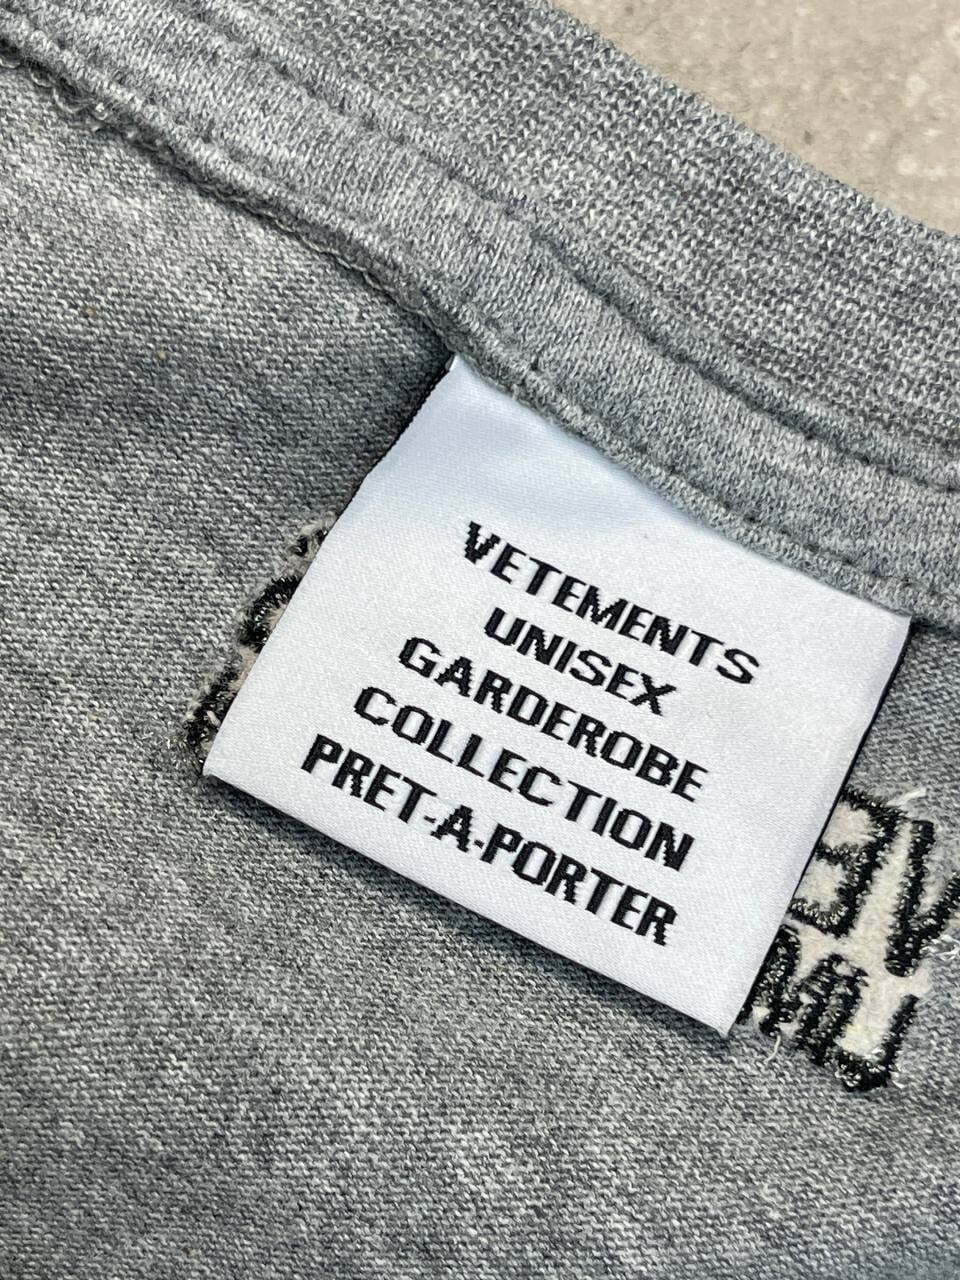 VETEMENTS
UNISEX
GARDEROBE
COLLECTION
PRET-A-PORTER